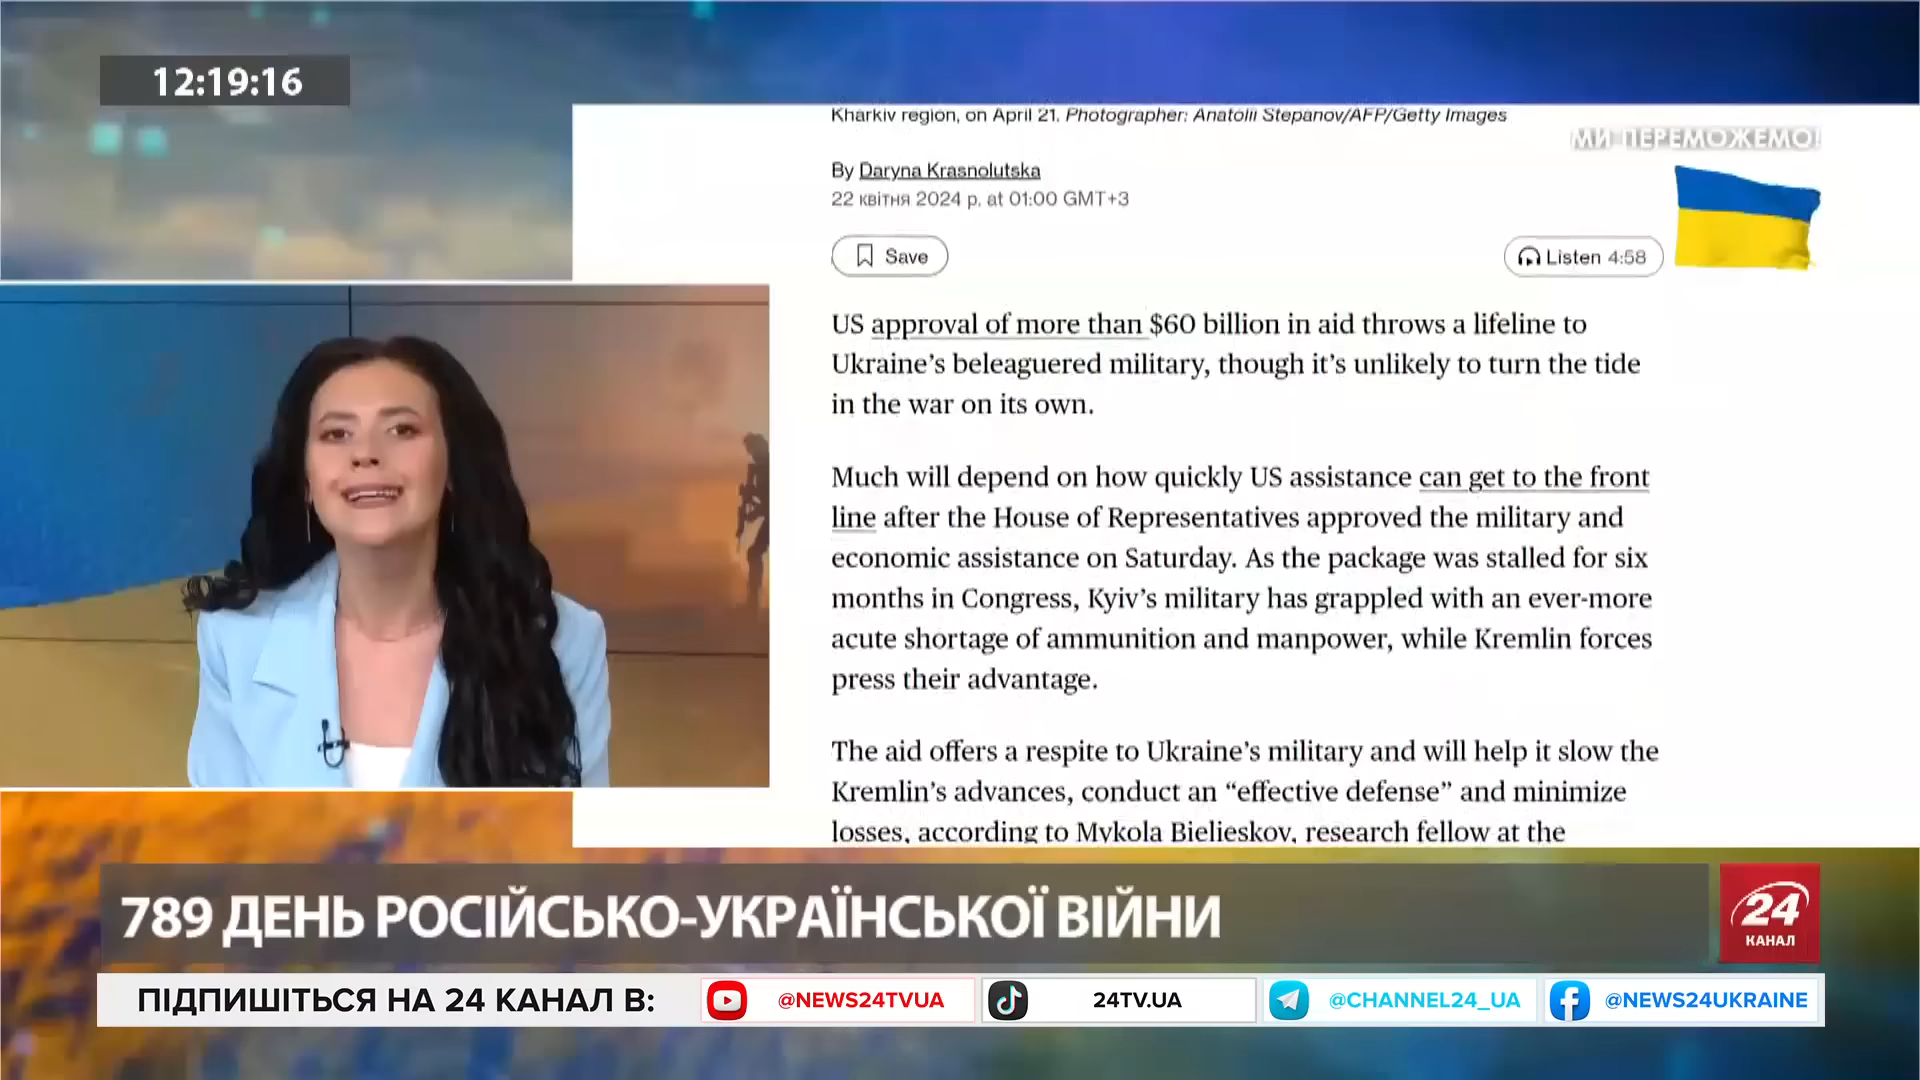 12:19:16
Kharkiv region, on April 21. Photographer: Anatolii Stepanov/AFP/Getty Images
МИ ПЕРЕМОЖЕМО!
By Daryna Krasnolutska
22 квітня 2024 р. at 01:00 GMT+3
Save
Listen 4:58
US approval of more than $60 billion in aid throws a lifeline to
Ukraine’s beleaguered military, though it’s unlikely to turn the tide
in the war on its own.
Much will depend on how quickly US assistance can get to the front
line after the House of Representatives approved the military and
economic assistance on Saturday. As the package was stalled for six
months in Congress, Kyiv’s military has grappled with an ever-more
acute shortage of ammunition and manpower, while Kremlin forces
press their advantage.
The aid offers a respite to Ukraine’s military and will help it slow the
Kremlin’s advances, conduct an “effective defense” and minimize
losses, according to Mykola Bielieskov, research fellow at the
789 ДЕНЬ РОСІЙСЬКО-УКРАЇНСЬКОЇ ВІЙНИ
24
КАНАЛ
ПІДПИШІТЬСЯ НА 24 КАНАЛ В:
@NEWS24TVUA
24TV.UA
@CHANNEL24_UA
@NEWS24UKRAINE